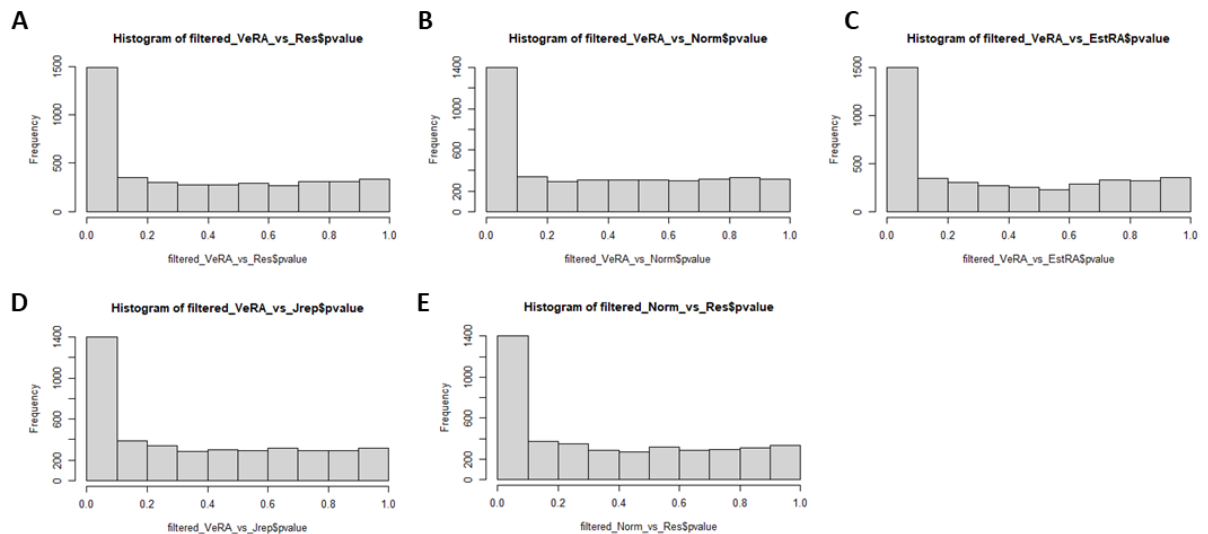 A
Histogram of filtered_VeRA_vs_Res$pvalue
Frequency
0 500 1000 1500
0.0 0.2 0.4 0.6 0.8 1.0
filtered_VeRA_vs_Res$pvalue
B
Histogram of filtered_VeRA_vs_Norm$pvalue
Frequency
0 200 600 1000 1400
0.0 0.2 0.4 0.6 0.8 1.0
filtered_VeRA_vs_Norm$pvalue
C
Histogram of filtered_VeRA_vs_EstRA$pvalue
Frequency
0 500 1000 1500
0.0 0.2 0.4 0.6 0.8 1.0
filtered_VeRA_vs_EstRA$pvalue
D
Histogram of filtered_VeRA_vs_Jrep$pvalue
Frequency
0 200 600 1000 1400
0.0 0.2 0.4 0.6 0.8 1.0
filtered_VeRA_vs_Jrep$pvalue
E
Histogram of filtered_Norm_vs_Res$pvalue
Frequency
0 200 600 1000 1400
0.0 0.2 0.4 0.6 0.8 1.0
filtered_Norm_vs_Res$pvalue